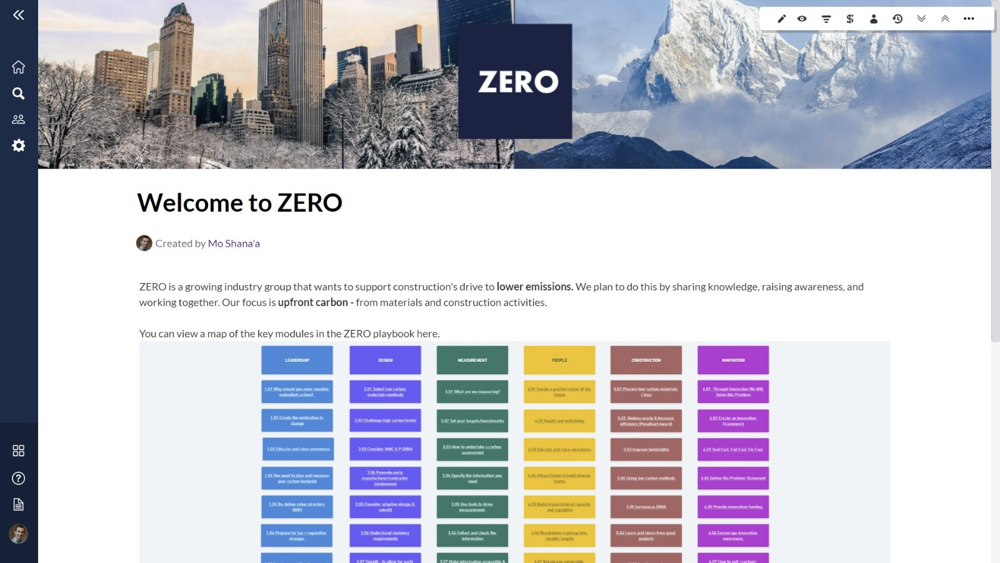 ZERO
Welcome to ZERO
Created by Mo Shana'a
ZERO is a growing industry group that wants to support construction's drive to lower emissions. We plan to do this by sharing knowledge, raising awareness, and
working together. Our focus is upfront carbon - from materials and construction activities.
You can view a map of the key modules in the ZERO playbook here.
LEADERSHIP
DESIGN
MEASUREMENT
PEOPLE
CONSTRUCTION
INNOVATION
1.01 Why should you even consider
embodied carbon?
2.01 Select low carbon
materials+methods
3.01 What are we measuring?
4.01 Create a positive vision of the
future
5.01 Procure low carbon materials
/ less
6.01 Through Innovation We Will
Solve this Problem
1.02 Create the motivation to
change
2.02 Challenge high carbon briefs
3.02 Set your targets/benchmarks
4.02 Health and well-being
5.02 Reduce waste & Increase
efficiency (Penalise/reward)
6.02 Create an Innovation
Framework
1.03 Educate and raise awareness
2.03 Consider MMC & P-DfMA
3.03 How to undertake a carbon
assessment
4.03 Educate and raise awareness
5.03 Improve buildability
6.03 Test Fast, Fail Fast, Fix Fast.
1.04 You need to plan and measure
your carbon footprint
2.04 Promote early
manufacturer/contractor
involvement
3.04 Specify the information you
need
4.04 Attract talent to build diverse
teams
5.04 Using low carbon methods
6.04 Define the Problem Statement
1.05 Re-define value structure
(WIP)
2.05 Consider adaptive design &
retrofit
3.05 Use tools to drive
measurement
4.05 Build organizational capacity
and capability
5.05 Increase p-DfMA
6.05 Provide innovation funding
1.06 Prepare for tax + regulation
changes
2.06 Understand statutory
requirements
3.06 Collect and check the
information
4.06 Breakdown roadmap into
smaller targets
5.06 Learn and share from good
projects
6.06 Encourage innovation
awareness.
2.07 Upskill - to allow for early
3.07 Make information accessible &
4.07 Encourage ownership,
6.07 How to sell <carbon>